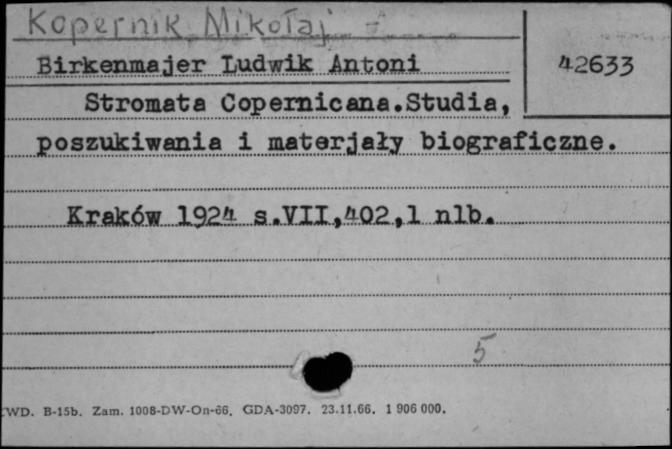 Kopernik Mikołaj -
Birkenmajer Ludwik Antoni
42633
Stromata Copernicana.Studia,
poszukiwania i materjały biograficzne.
Kraków 1924 s.VII,402,1 nlb.
5
WD. B-15b. Zam. 1008-DW-On-66. GDA-3097. 23.11.66. 1 906 000.